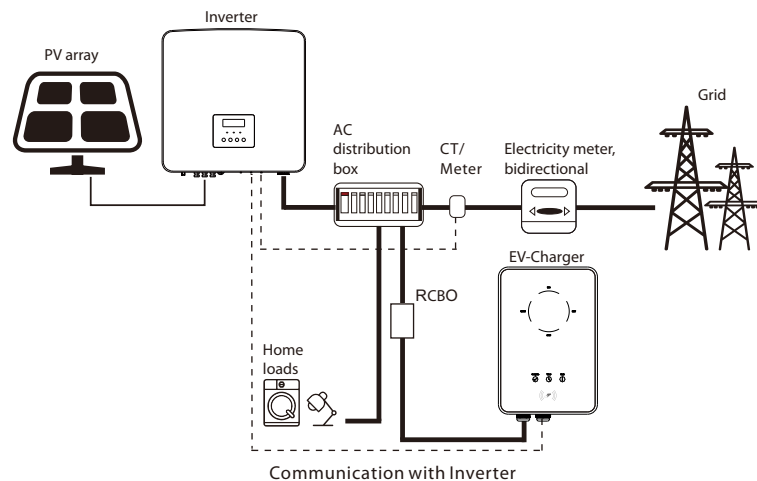 Inverter
PV array
Grid
AC
distribution
box
CT/
Meter
Electricity meter,
bidirectional
EV-Charger
RCBO
Home
loads
Communication with Inverter